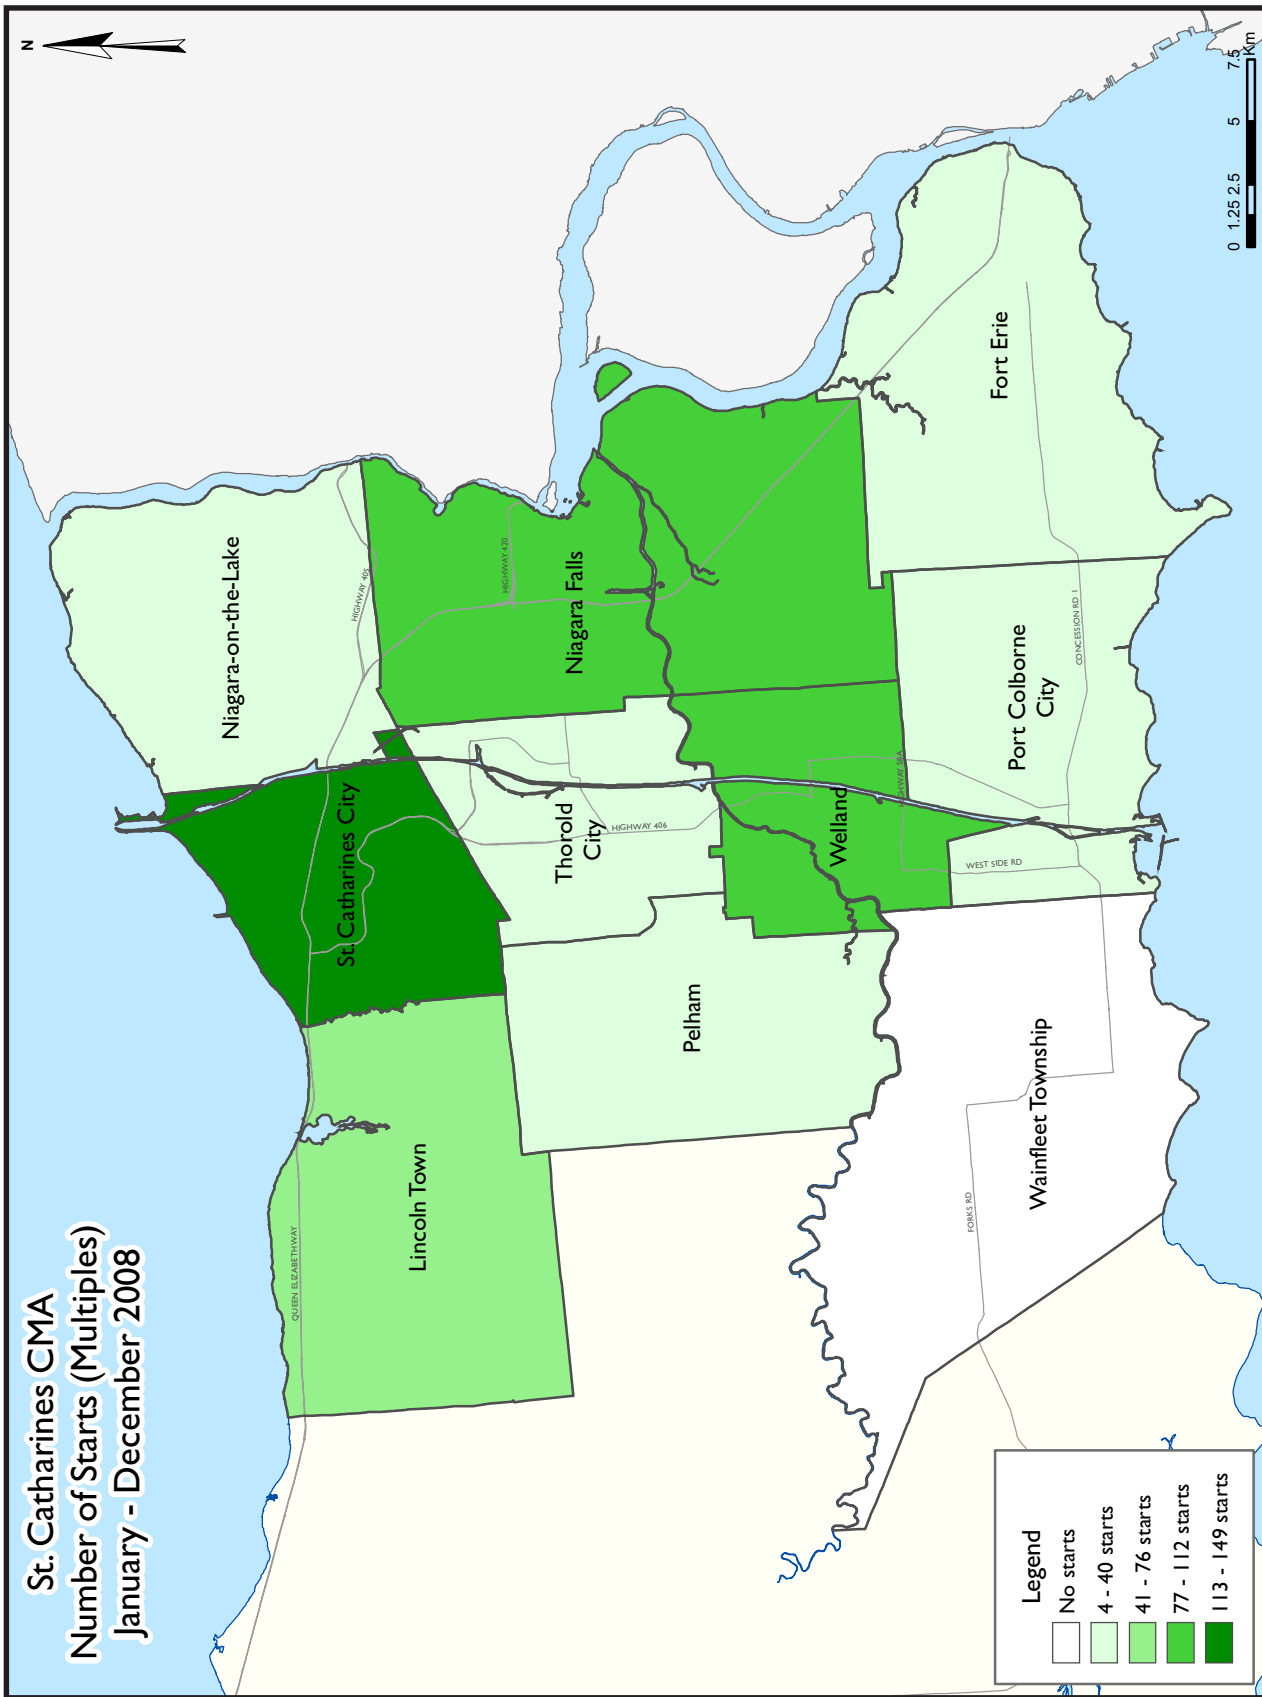 St. Catharines CMA
Number of Starts (Multiples)
January - December 2008
N
Niagara-on-the-Lake
HIGHWAY 405
St. Catharines City
QUEEN ELIZABETHWAY
Lincoln Town
HIGHWAY 420
Niagara Falls
Thorold
City
HIGHWAY 406
Pelham
Welland
HIGHWAY 58A
WEST SIDE RD
Fort Erie
Port Colborne
City
CONCESSION RD 1
Wainfleet Township
FORKS RD
Legend
No starts
4 - 40 starts
41 - 76 starts
77 - 112 starts
113 - 149 starts
0 1.25 2.5 5 7.5
Km